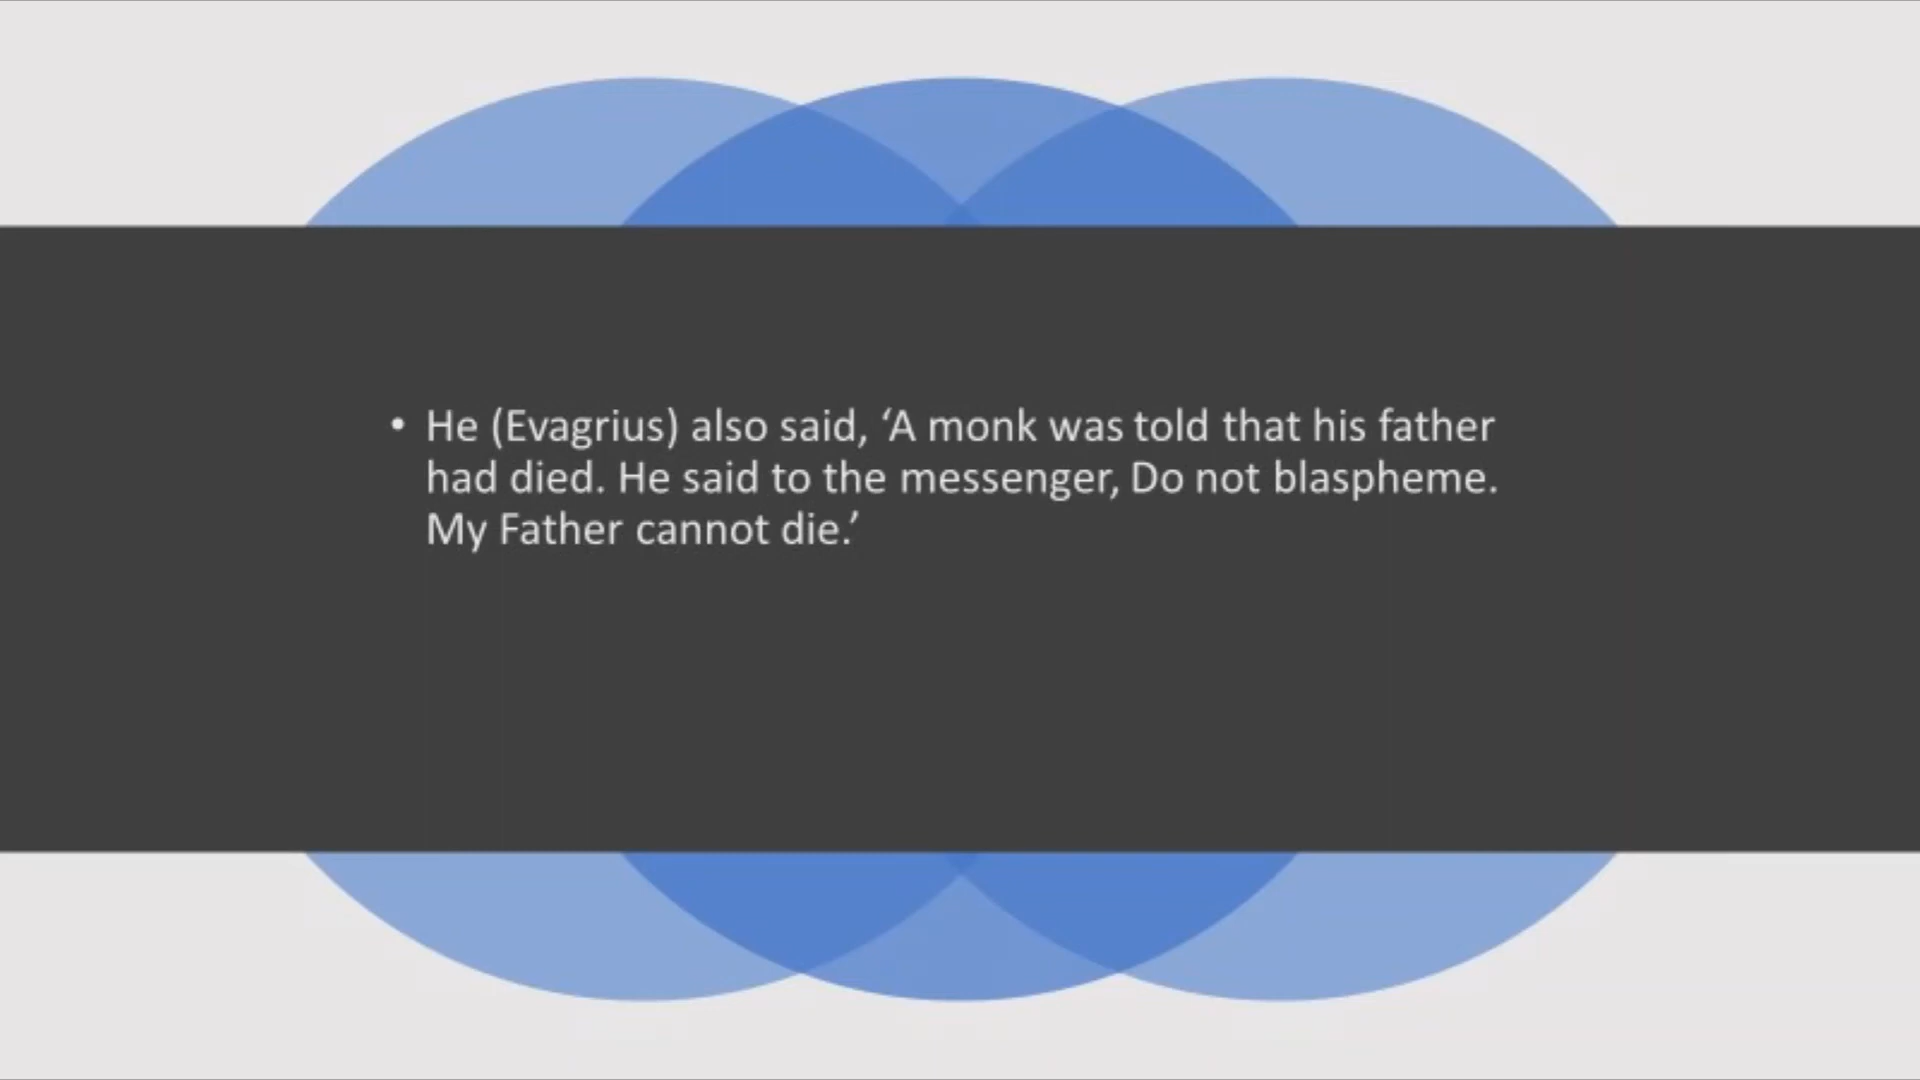 • He (Evagrius) also said, ‘A monk was told that his father
had died. He said to the messenger, Do not blaspheme.
My Father cannot die.’